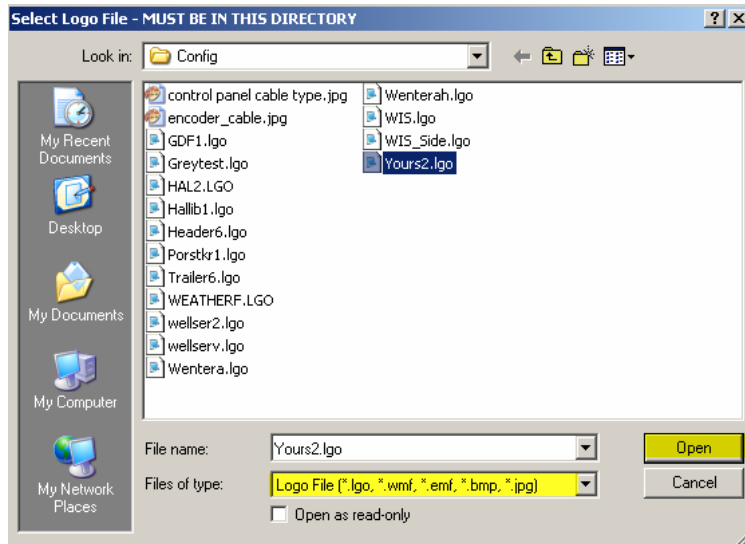 Select Logo File - MUST BE IN THIS DIRECTORY
Look in: Config
My Recent
Documents
Desktop
My Documents
My Computer
My Network
Places
control panel cable type.jpg
encoder_cable.jpg
GDF1.lgo
Greytest.lgo
HAL2.LGO
Hallib1.lgo
Header6.lgo
Porstkr1.lgo
Trailer6.lgo
WEATHERF.LGO
wellser2.lgo
wellserv.lgo
Wentera.lgo
Wenterah.lgo
WIS.lgo
WIS_Side.lgo
Yours2.lgo
File name: Yours2.lgo Open
Files of type: Logo File (*.lgo, *.wmf, *.emf, *.bmp, *.jpg) Cancel
Open as read-only